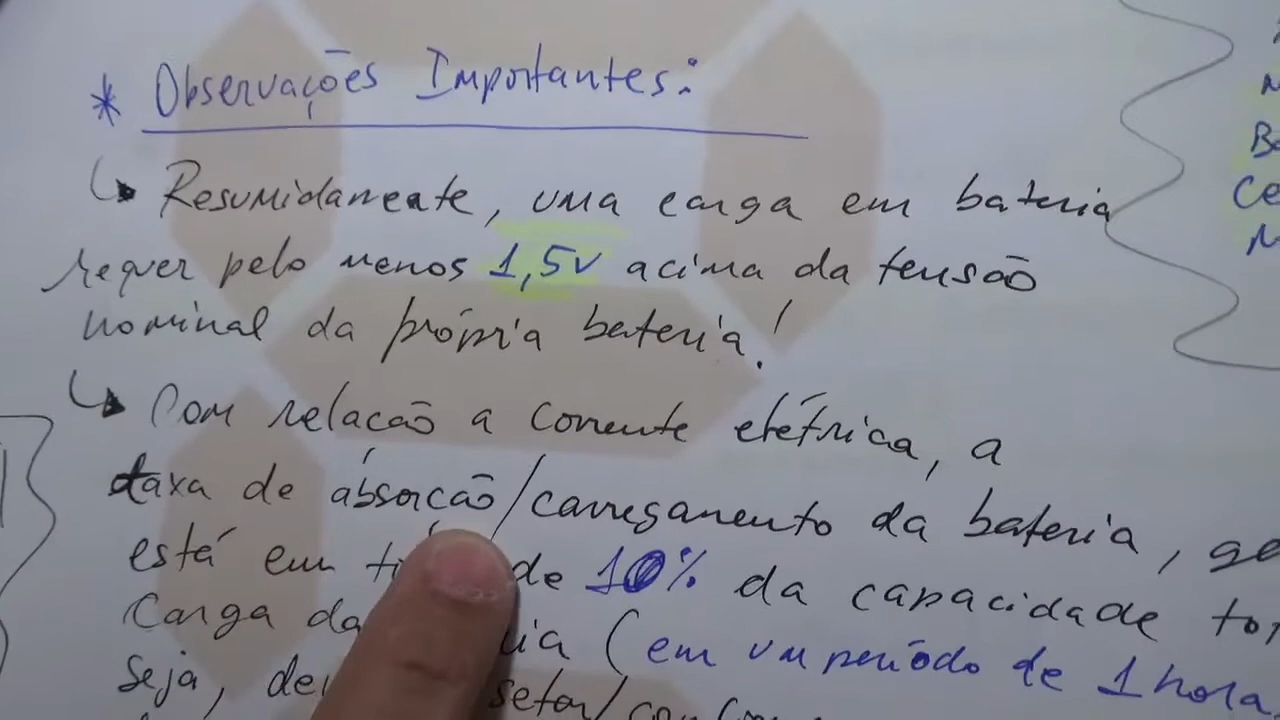 * Observações Importantes:
↳ Resumidamente, uma carga em bateria
requer pelo menos 1,5v acima da tensão
nominal da própria bateria!
↳ Com relação a corrente elétrica, a
taxa de absorção/carregamento da bateria,
está em de 10% da capacidade
Carga da (em um período de 1 hora,
seja, setar/